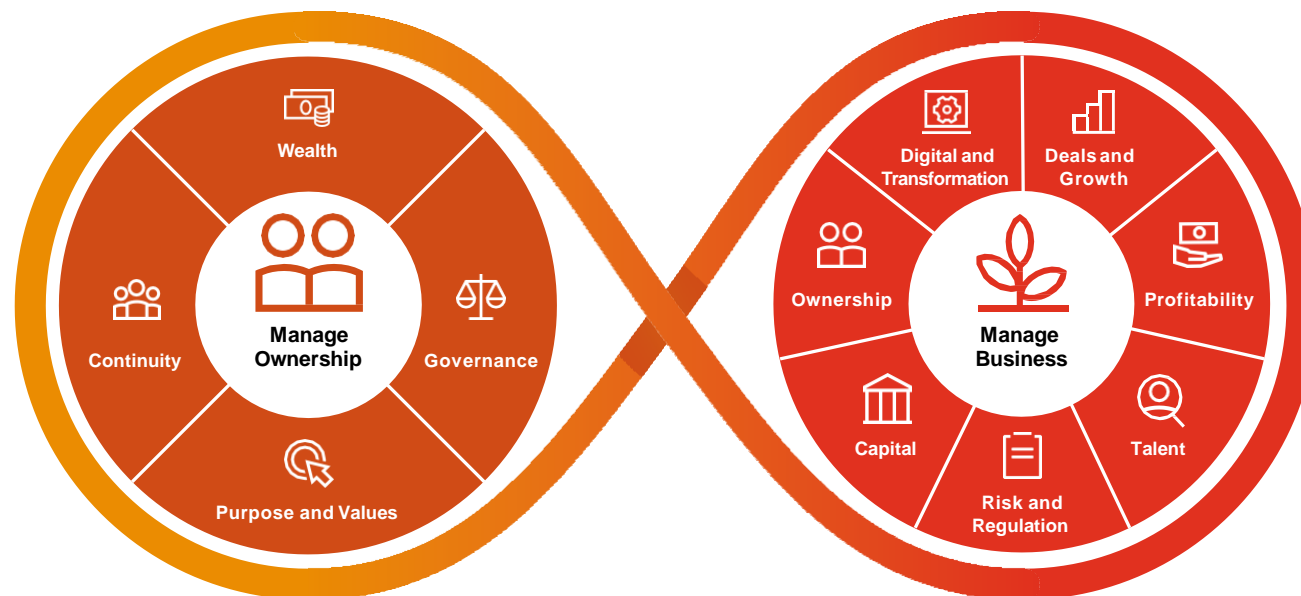 Wealth
Manage
Ownership
Continuity
Governance
Purpose and Values
Digital and
Transformation
Deals and
Growth
Ownership
Profitability
Manage
Business
Capital
Talent
Risk and
Regulation